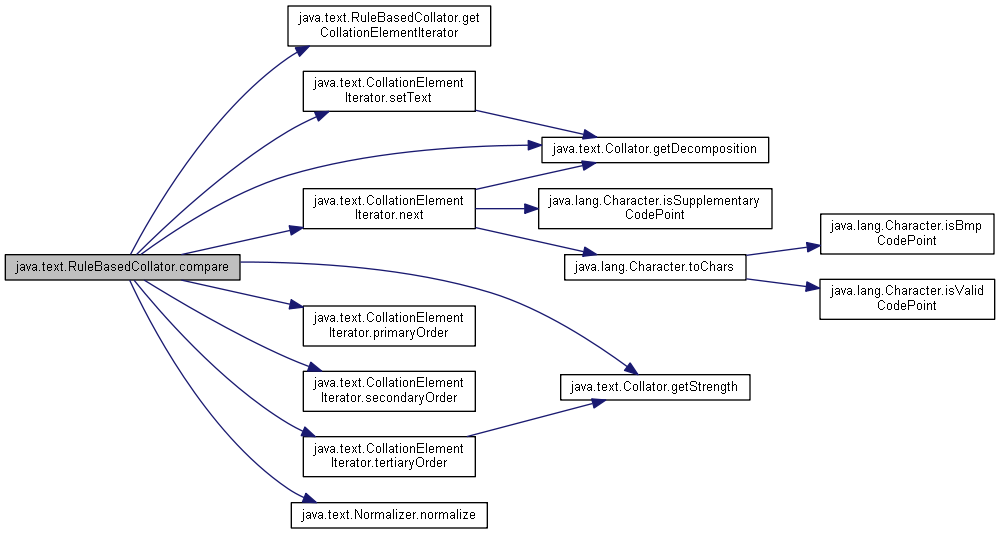 java.text.RuleBasedCollator.get
CollationElementIterator
java.text.CollationElement
Iterator.setText
java.text.Collator.getDecomposition
java.text.CollationElement
Iterator.next
java.lang.Character.isSupplementary
CodePoint
java.lang.Character.isBmp
CodePoint
java.text.RuleBasedCollator.compare
java.lang.Character.toChars
java.lang.Character.isValid
CodePoint
java.text.CollationElement
Iterator.primaryOrder
java.text.CollationElement
Iterator.secondaryOrder
java.text.Collator.getStrength
java.text.CollationElement
Iterator.tertiaryOrder
java.text.Normalizer.normalize